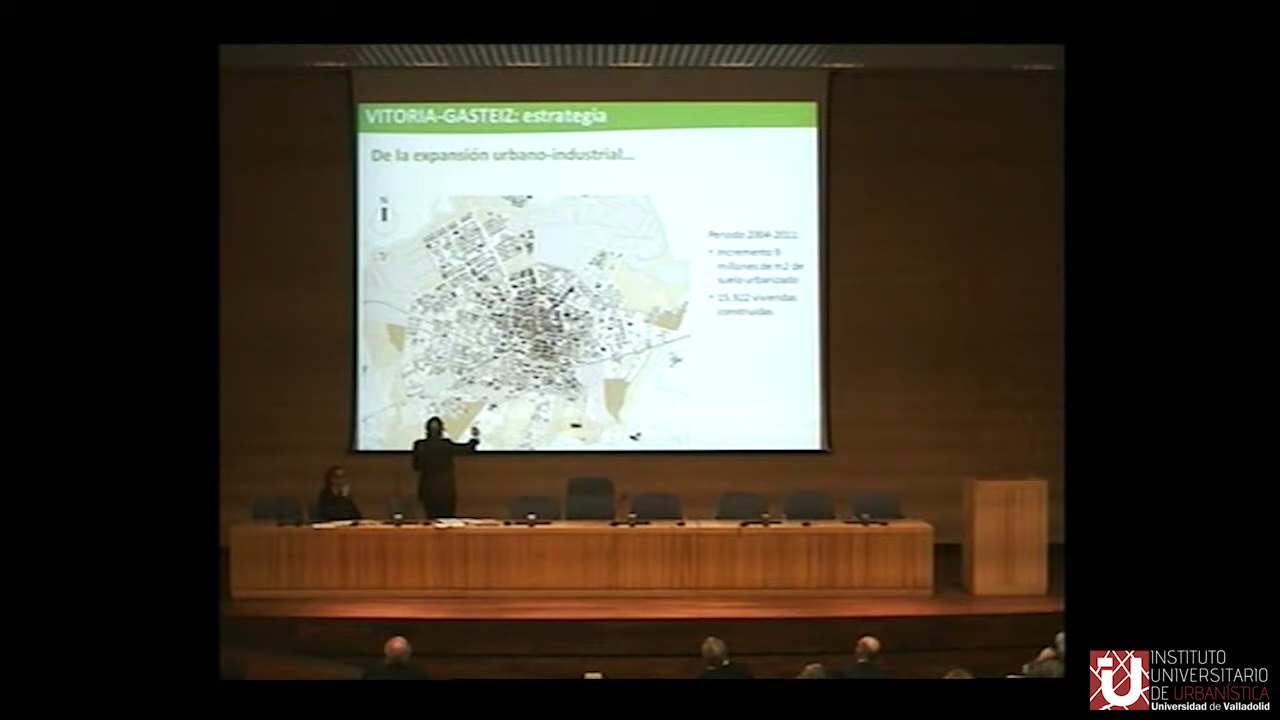 VITORIA-GASTEIZ: estrategia
De la expansión urbano-industrial...
N
Periodo 2004-2011:
• Incremento 9
millones de m2 de
suelo urbanizado
• 15.922 viviendas
construidas
INSTITUTO
UNIVERSITARIO
DE URBANÍSTICA
Universidad de Valladolid